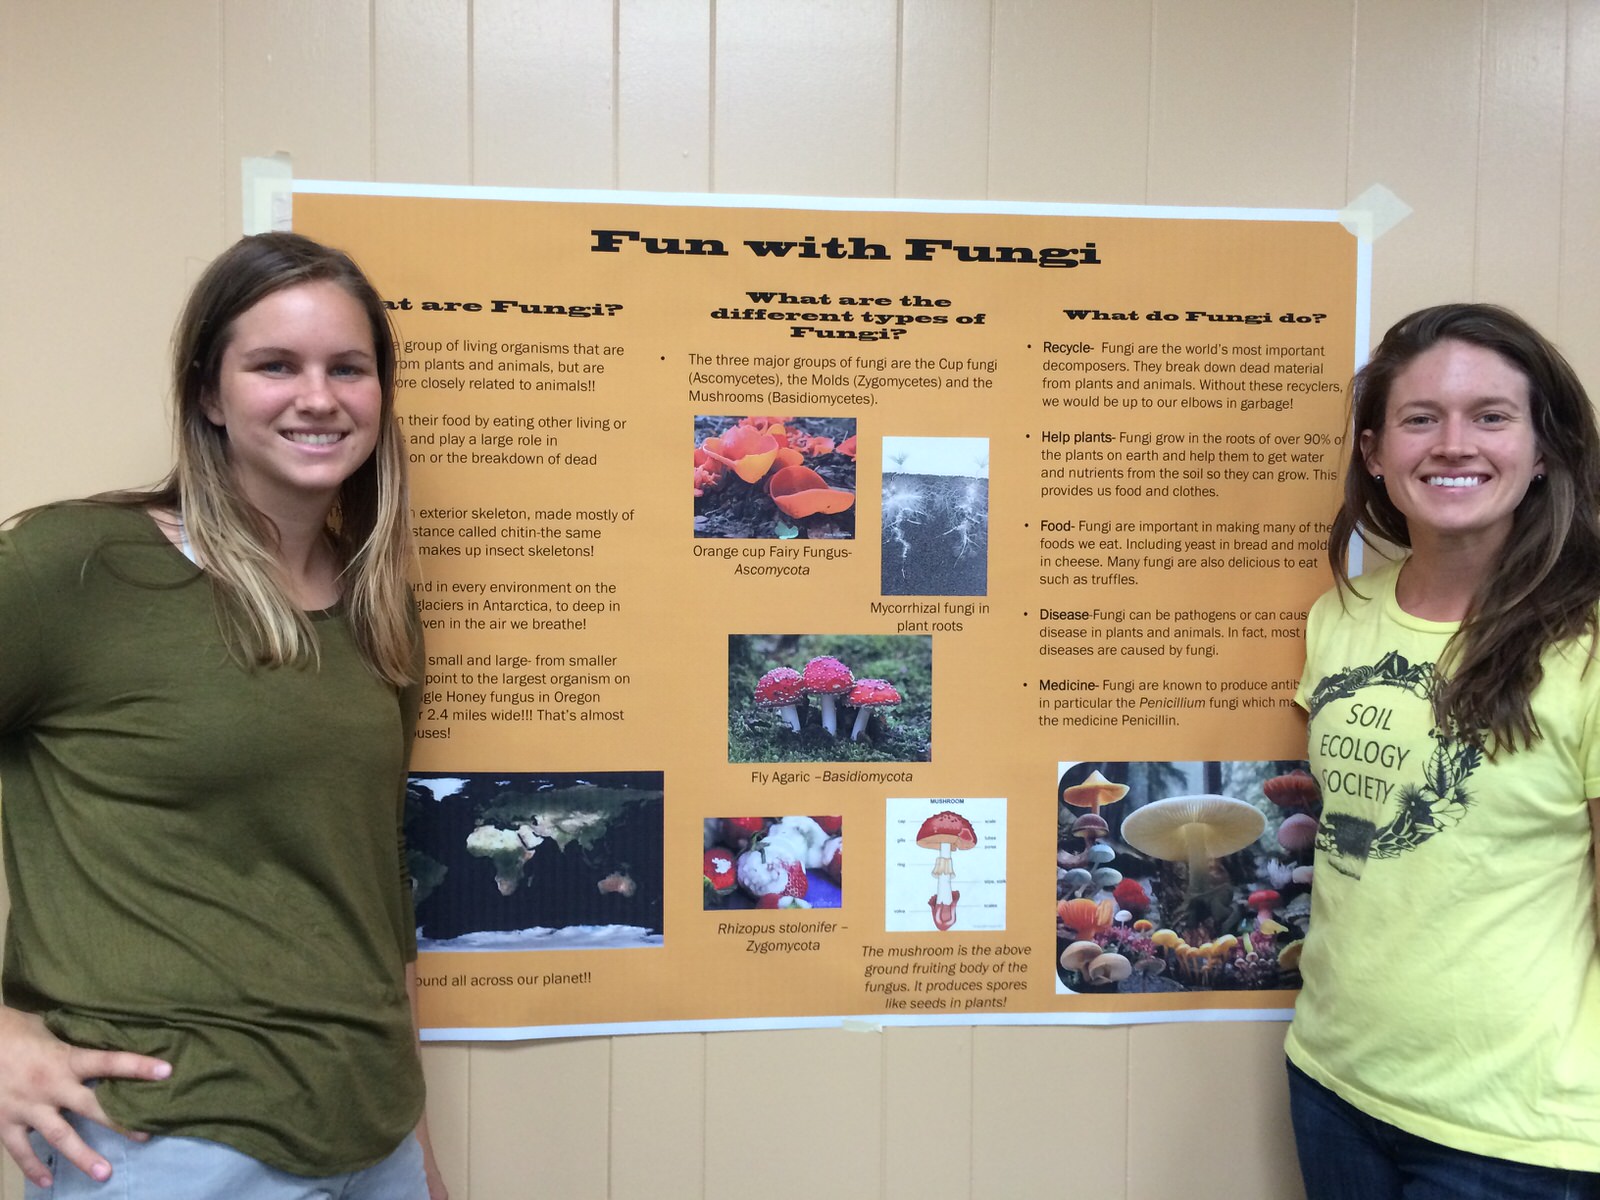 Fun with Fungi
at are Fungi?
group of living organisms that are
from plants and animals, but are
closely related to animals!!
their food by eating other living or
and play a large role in
or the breakdown of dead
exterior skeleton, made mostly of
called chitin-the same
makes up insect skeletons!
in every environment on the
glaciers in Antarctica, to deep in
even in the air we breathe!
small and large- from smaller
point to the largest organism on
Honey fungus in Oregon
2.4 miles wide!!! That's almost
all across our planet!!
What are the
different types of
Fungi?
• The three major groups of fungi are the Cup fungi
(Ascomycetes), the Molds (Zygomycetes) and the
Mushrooms (Basidiomycetes).
Orange cup Fairy Fungus-
Ascomycota
Mycorrhizal fungi in
plant roots
Fly Agaric –Basidiomycota
Rhizopus stolonifer –
Zygomycota
MUSHROOM
cap
scale
gills
ring
volva
The mushroom is the above
ground fruiting body of the
fungus. It produces spores
like seeds in plants!
What do Fungi do?
• Recycle- Fungi are the world's most important
decomposers. They break down dead material
from plants and animals. Without these recyclers,
we would be up to our elbows in garbage!
• Help plants- Fungi grow in the roots of over 90% of
the plants on earth and help them to get water
and nutrients from the soil so they can grow. This
provides us food and clothes.
• Food- Fungi are important in making many of the
foods we eat. Including yeast in bread and mold
in cheese. Many fungi are also delicious to eat
such as truffles.
• Disease-Fungi can be pathogens or can caus
disease in plants and animals. In fact, most
diseases are caused by fungi.
• Medicine- Fungi are known to produce antib
in particular the Penicillium fungi which ma
the medicine Penicillin.
SOIL
ECOLOGY
SOCIETY